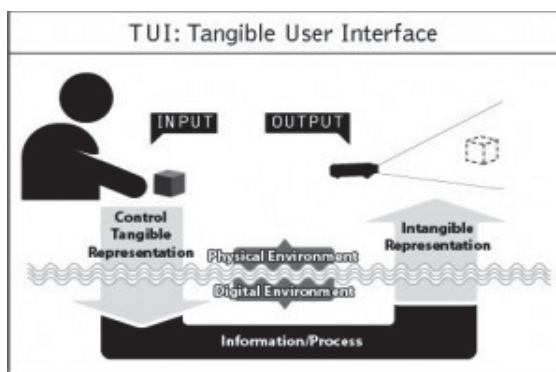 TUI: Tangible User Interface
INPUT
OUTPUT
Control
Tangible
Representation
Intangible
Representation
Physical Environment
Digital Environment
Information/Process